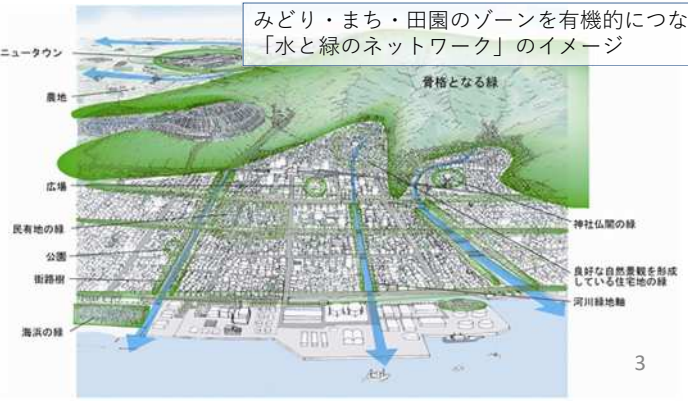 みどり・まち・田園のゾーンを有機的につな
「水と緑のネットワーク」のイメージ
ニュータウン
骨格となる緑
農地
広場
民有地の緑
神社仏閣の緑
公園
良好な自然景観を形成
している住宅地の緑
街路樹
河川緑地軸
海浜の緑
3